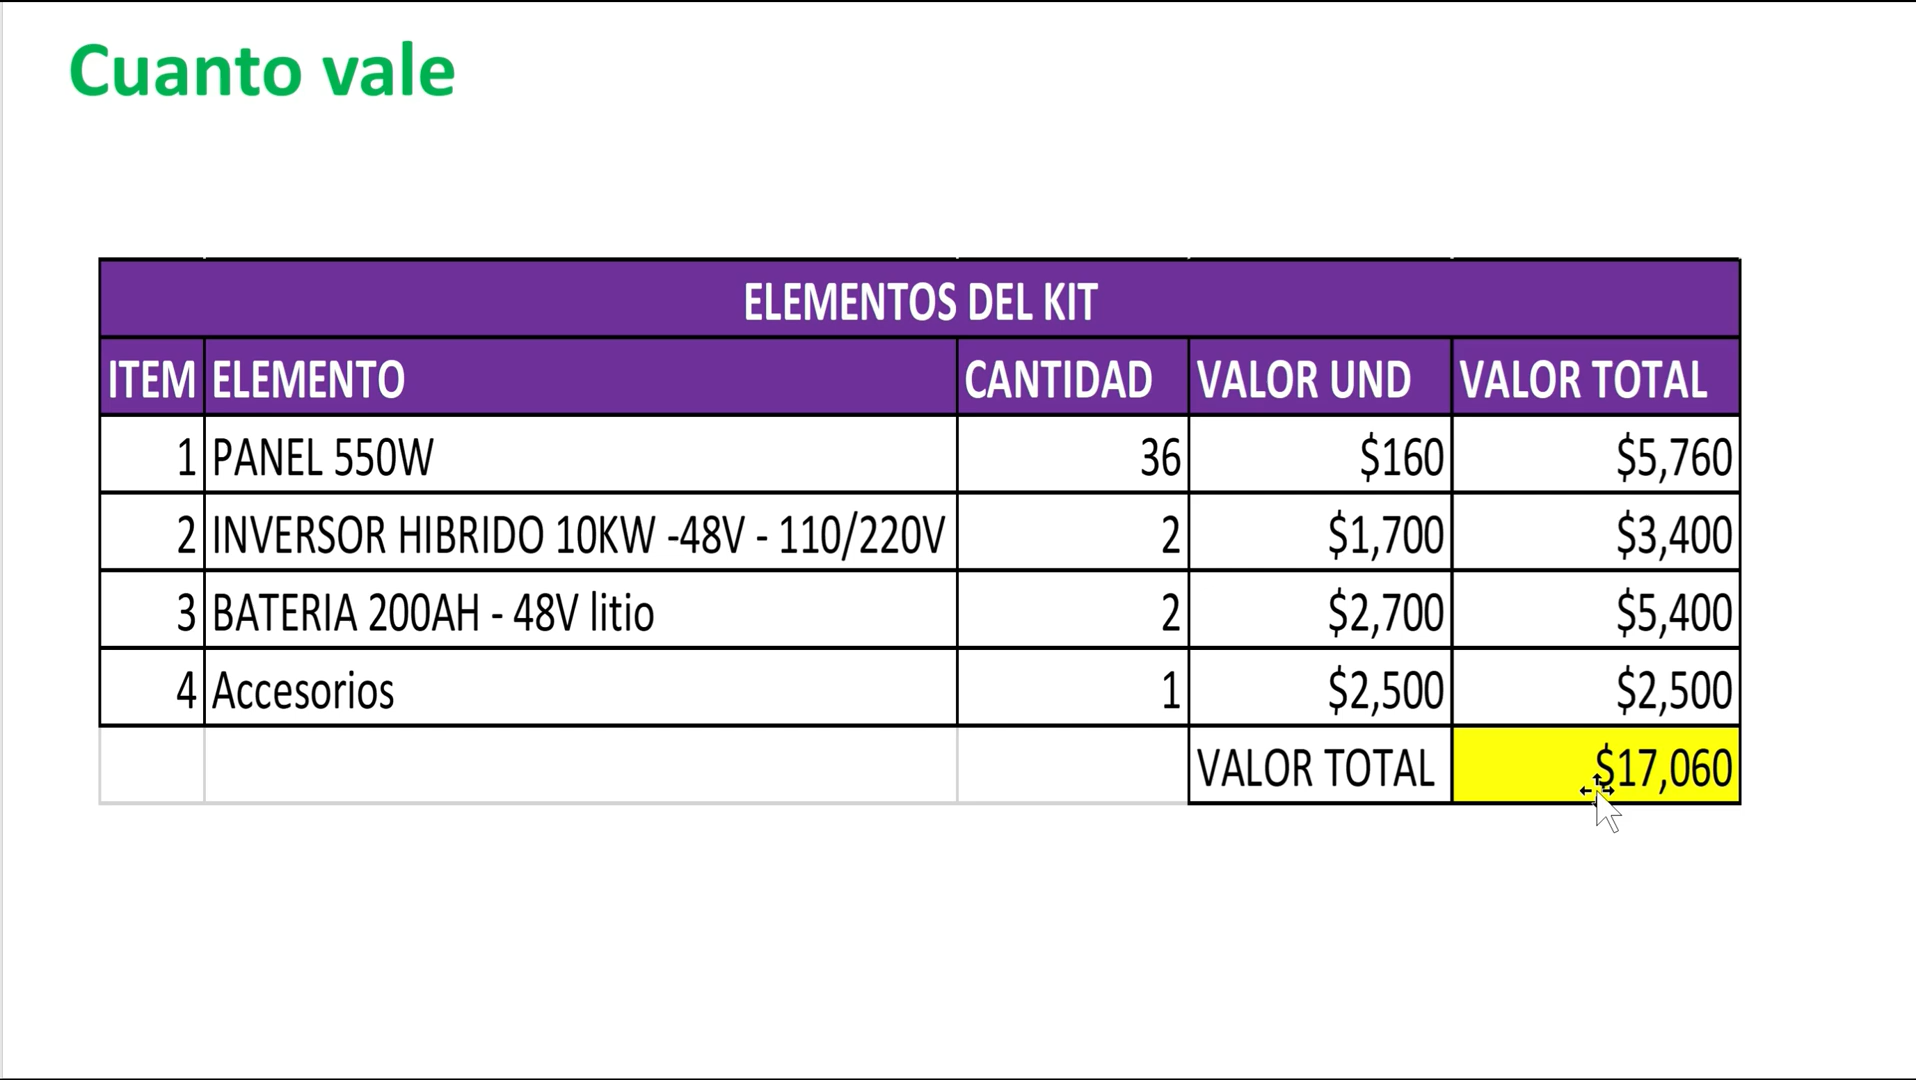 Cuanto vale
ELEMENTOS DEL KIT
ITEM ELEMENTO CANTIDAD VALOR UND VALOR TOTAL
1 PANEL 550W 36 $160 $5,760
2 INVERSOR HIBRIDO 10KW -48V - 110/220V 2 $1,700 $3,400
3 BATERIA 200AH - 48V litio 2 $2,700 $5,400
4 Accesorios 1 $2,500 $2,500
VALOR TOTAL $17,060